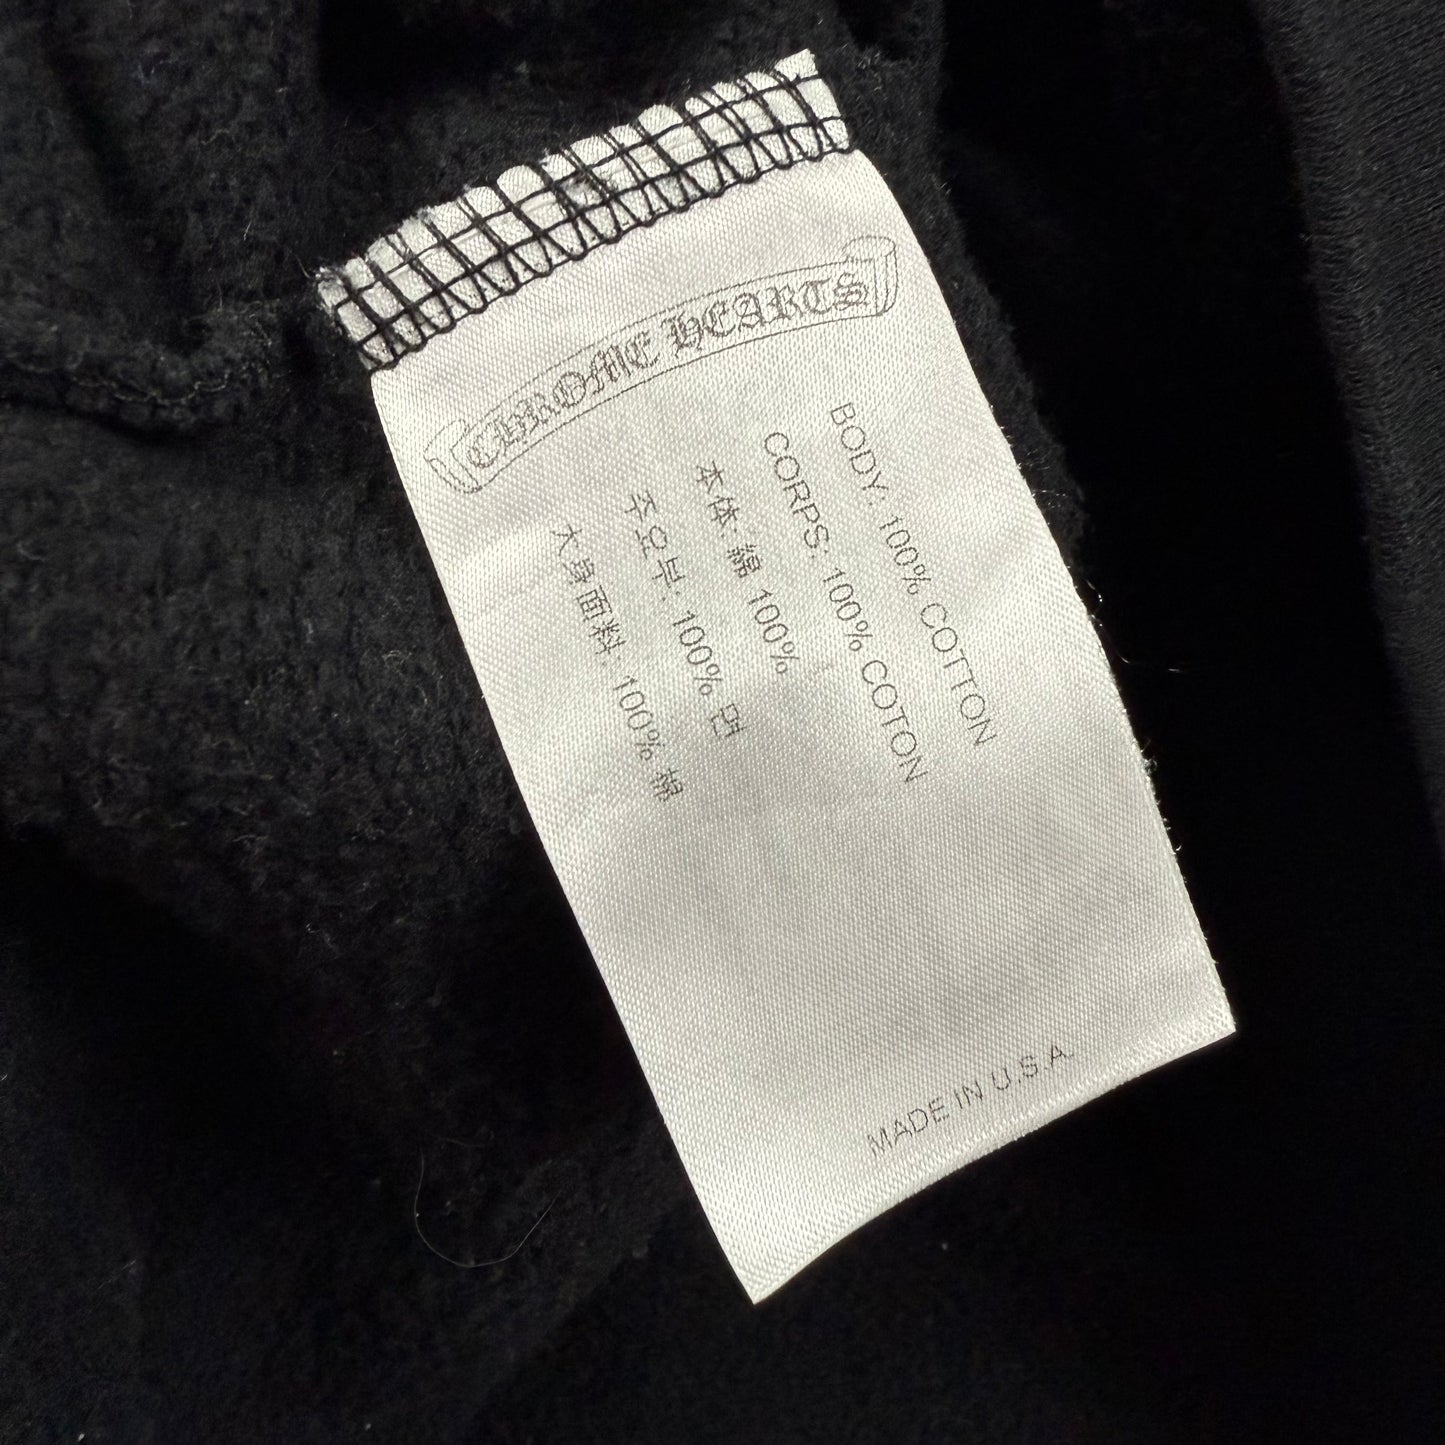 CHROME HEARTS
BODY: 100% COTTON
CORPS: 100% COTON
本体: 綿 100%
주요부: 100% 면
大身面料: 100% 棉
MADE IN U.S.A.